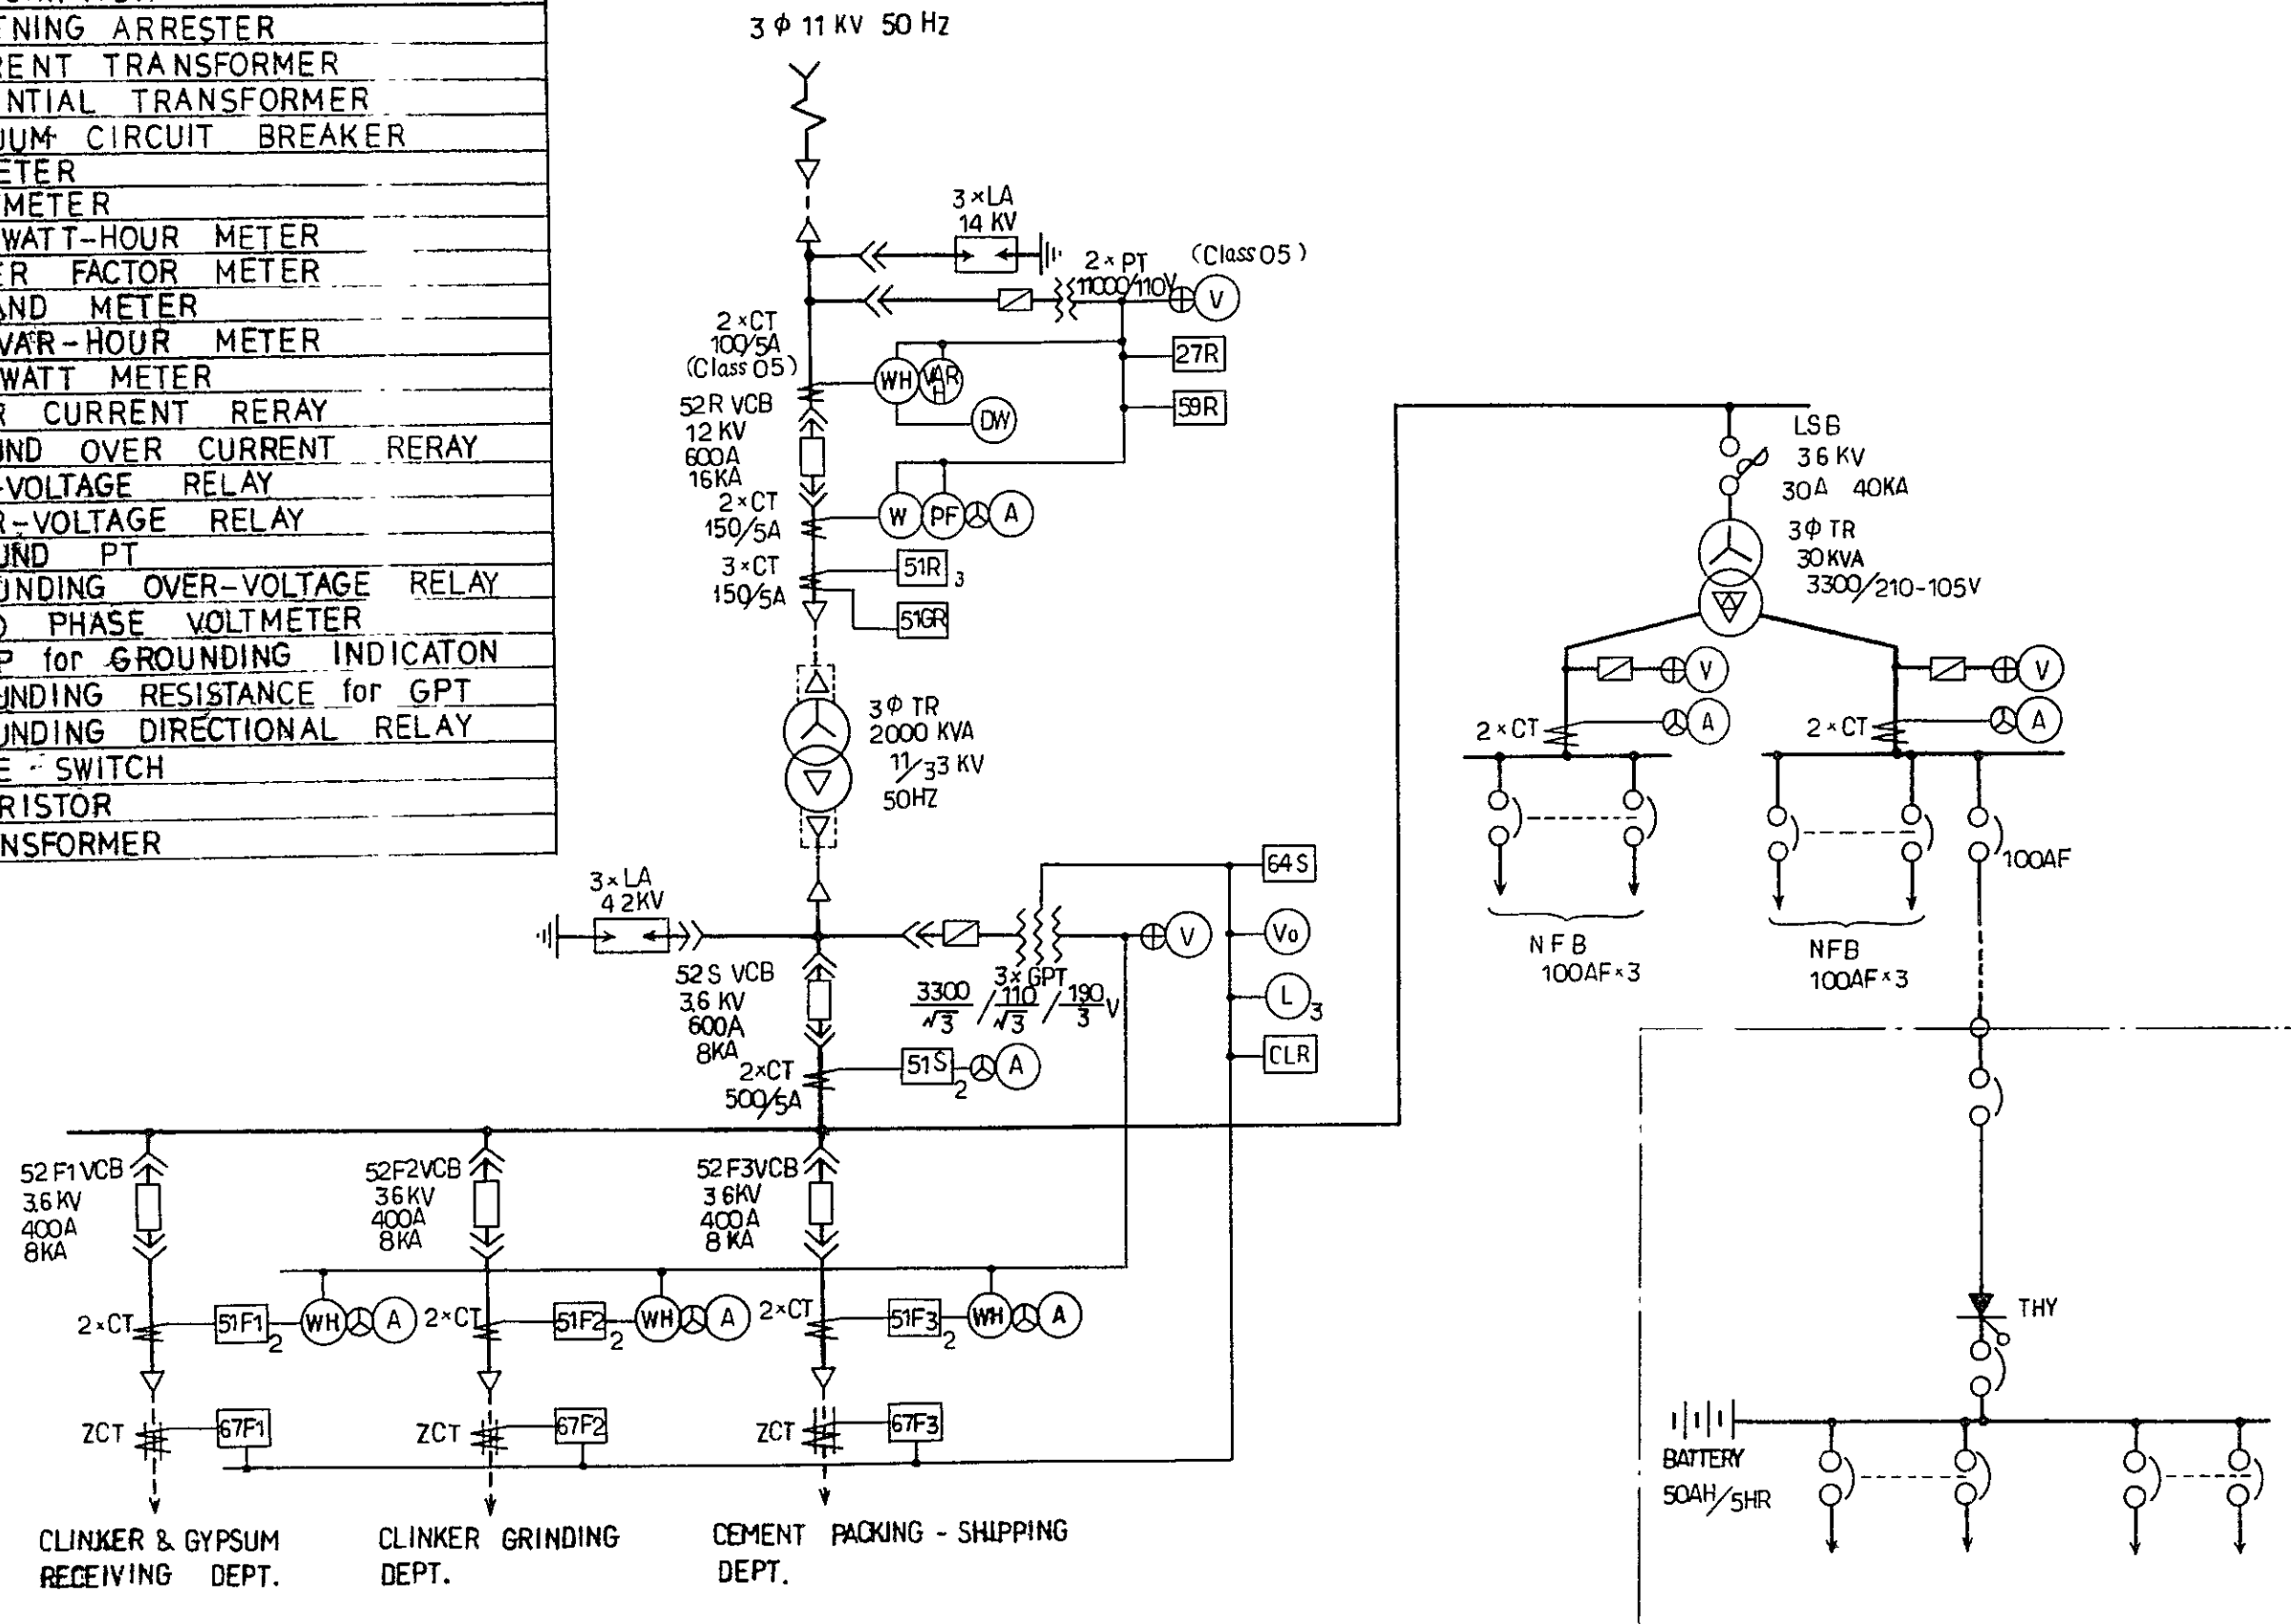 ENING ARRESTER
RENT TRANSFORMER
NTIAL TRANSFORMER
UUM CIRCUIT BREAKER
ETER
METER
WATT-HOUR METER
ER FACTOR METER
AND METER
VAR-HOUR METER
WATT METER
R CURRENT RERAY
UND OVER CURRENT RERAY
-VOLTAGE RELAY
R-VOLTAGE RELAY
UND PT
UNDING OVER-VOLTAGE RELAY
O PHASE VOLTMETER
P for GROUNDING INDICATON
UNDING RESISTANCE for GPT
UNDING DIRECTIONAL RELAY
E - SWITCH
RISTOR
NSFORMER
3 Φ 11 KV 50 Hz
3×LA
14 KV
2×PT
11000/110V
(Class 05)
V
2×CT
100/5A
(Class 05)
WH
VAR
H
DW
27R
59R
52R VCB
12 KV
600A
16KA
2×CT
150/5A
W
PF
A
3×CT
150/5A
51R 3
51GR
3Φ TR
2000 KVA
11/33 KV
50HZ
3×LA
42KV
64S
V
Vo
L 3
CLR
3×GPT
3300/√3 / 110/√3 / 190/3 V
52S VCB
3.6 KV
600A
8KA
2×CT
500/5A
51S 2
A
52F1VCB
3.6KV
400A
8KA
52F2VCB
36KV
400A
8KA
52F3VCB
36KV
400A
8KA
2×CT
51F1 2
WH
A
2×CT
51F2 2
WH
A
2×CT
51F3 2
WH
A
ZCT
67F1
ZCT
67F2
ZCT
67F3
CLINKER & GYPSUM
RECEIVING DEPT.
CLINKER GRINDING
DEPT.
CEMENT PACKING - SHIPPING
DEPT.
LSB
36KV
30A 40KA
3Φ TR
30KVA
3300/210-105V
V
A
2×CT
V
A
2×CT
100AF
NFB
100AF×3
NFB
100AF×3
THY
BATTERY
50AH/5HR